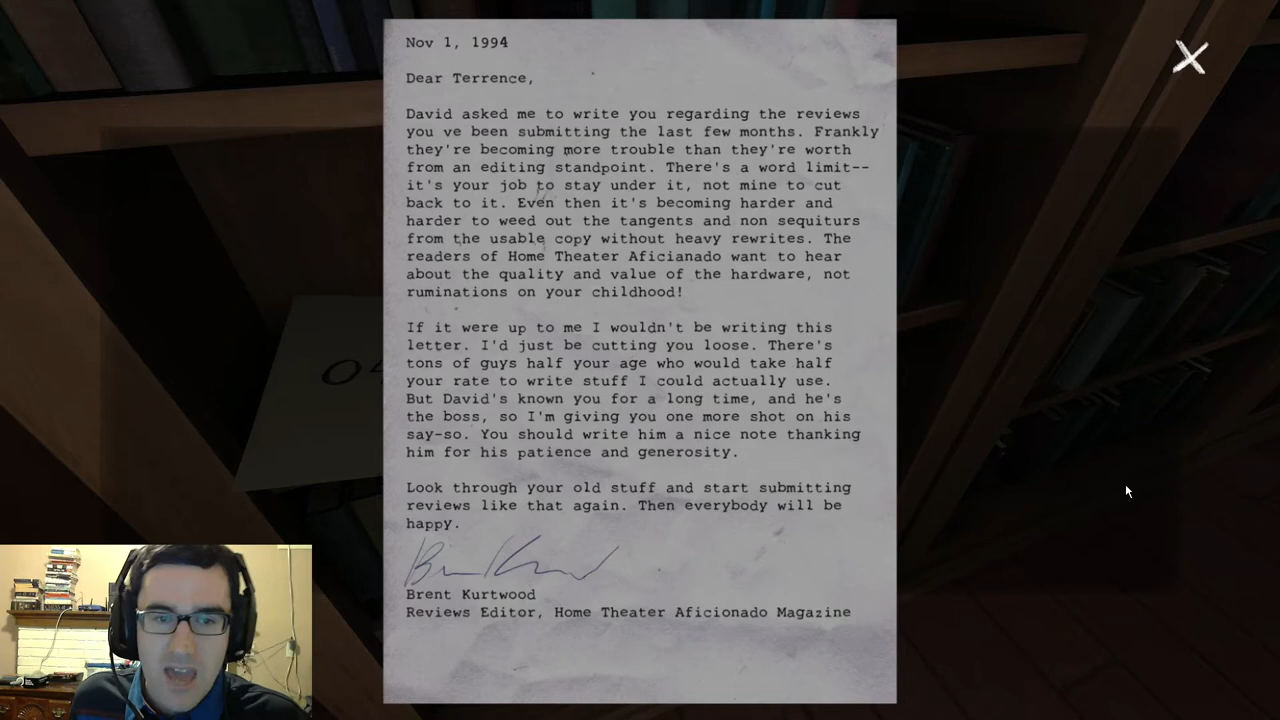 Nov 1, 1994
Dear Terrence,
David asked me to write you regarding the reviews
you ve been submitting the last few months. Frankly
they're becoming more trouble than they're worth
from an editing standpoint. There's a word limit--
it's your job to stay under it, not mine to cut
back to it. Even then it's becoming harder and
harder to weed out the tangents and non sequiturs
from the usable copy without heavy rewrites. The
readers of Home Theater Aficianado want to hear
about the quality and value of the hardware, not
ruminations on your childhood!
If it were up to me I wouldn't be writing this
letter. I'd just be cutting you loose. There's
tons of guys half your age who would take half
your rate to write stuff I could actually use.
But David's known you for a long time, and he's
the boss, so I'm giving you one more shot on his
say-so. You should write him a nice note thanking
him for his patience and generosity.
Look through your old stuff and start submitting
reviews like that again. Then everybody will be
happy.
Brent Kurtwood
Reviews Editor, Home Theater Aficionado Magazine